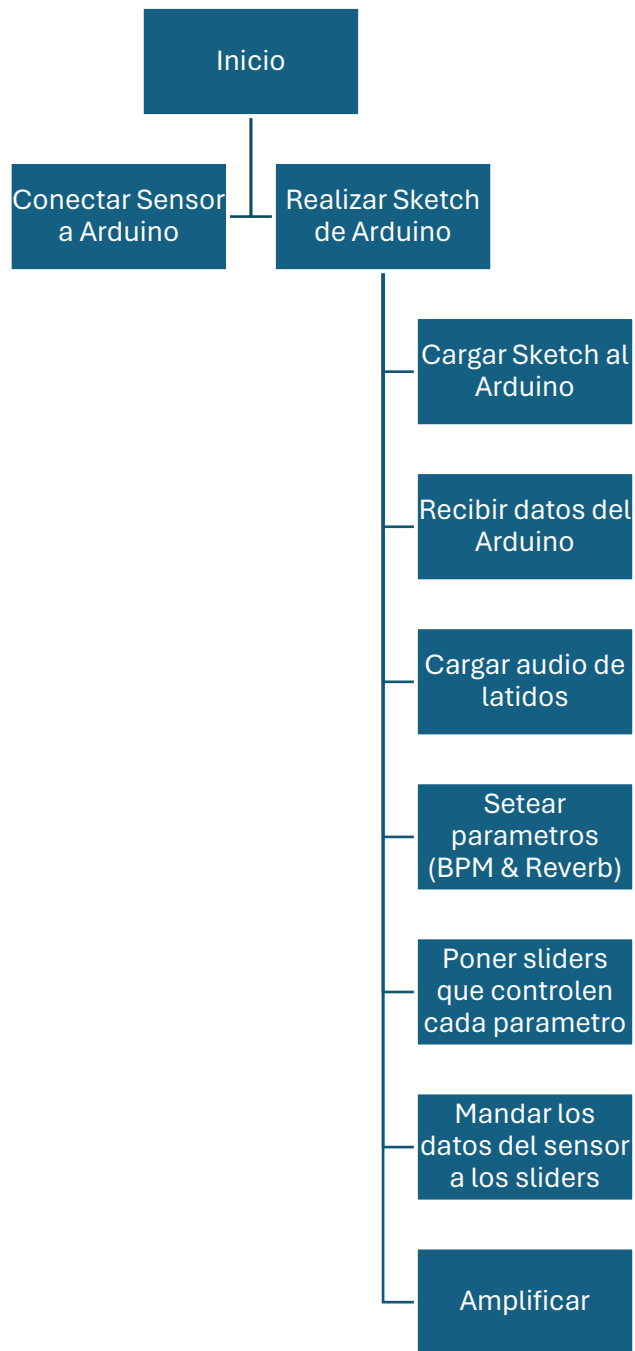 Inicio
Conectar Sensor
a Arduino
Realizar Sketch
de Arduino
Cargar Sketch al
Arduino
Recibir datos del
Arduino
Cargar audio de
latidos
Setear
parametros
(BPM & Reverb)
Poner sliders
que controlen
cada parametro
Mandar los
datos del sensor
a los sliders
Amplificar